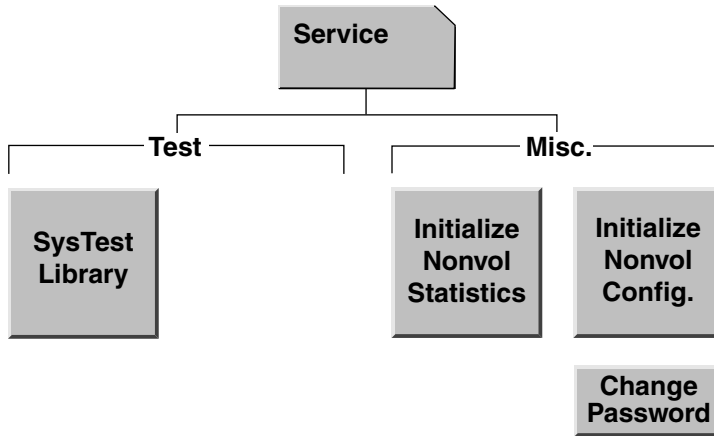 Service
Test
Misc.
SysTest
Library
Initialize
Nonvol
Statistics
Initialize
Nonvol
Config.
Change
Password